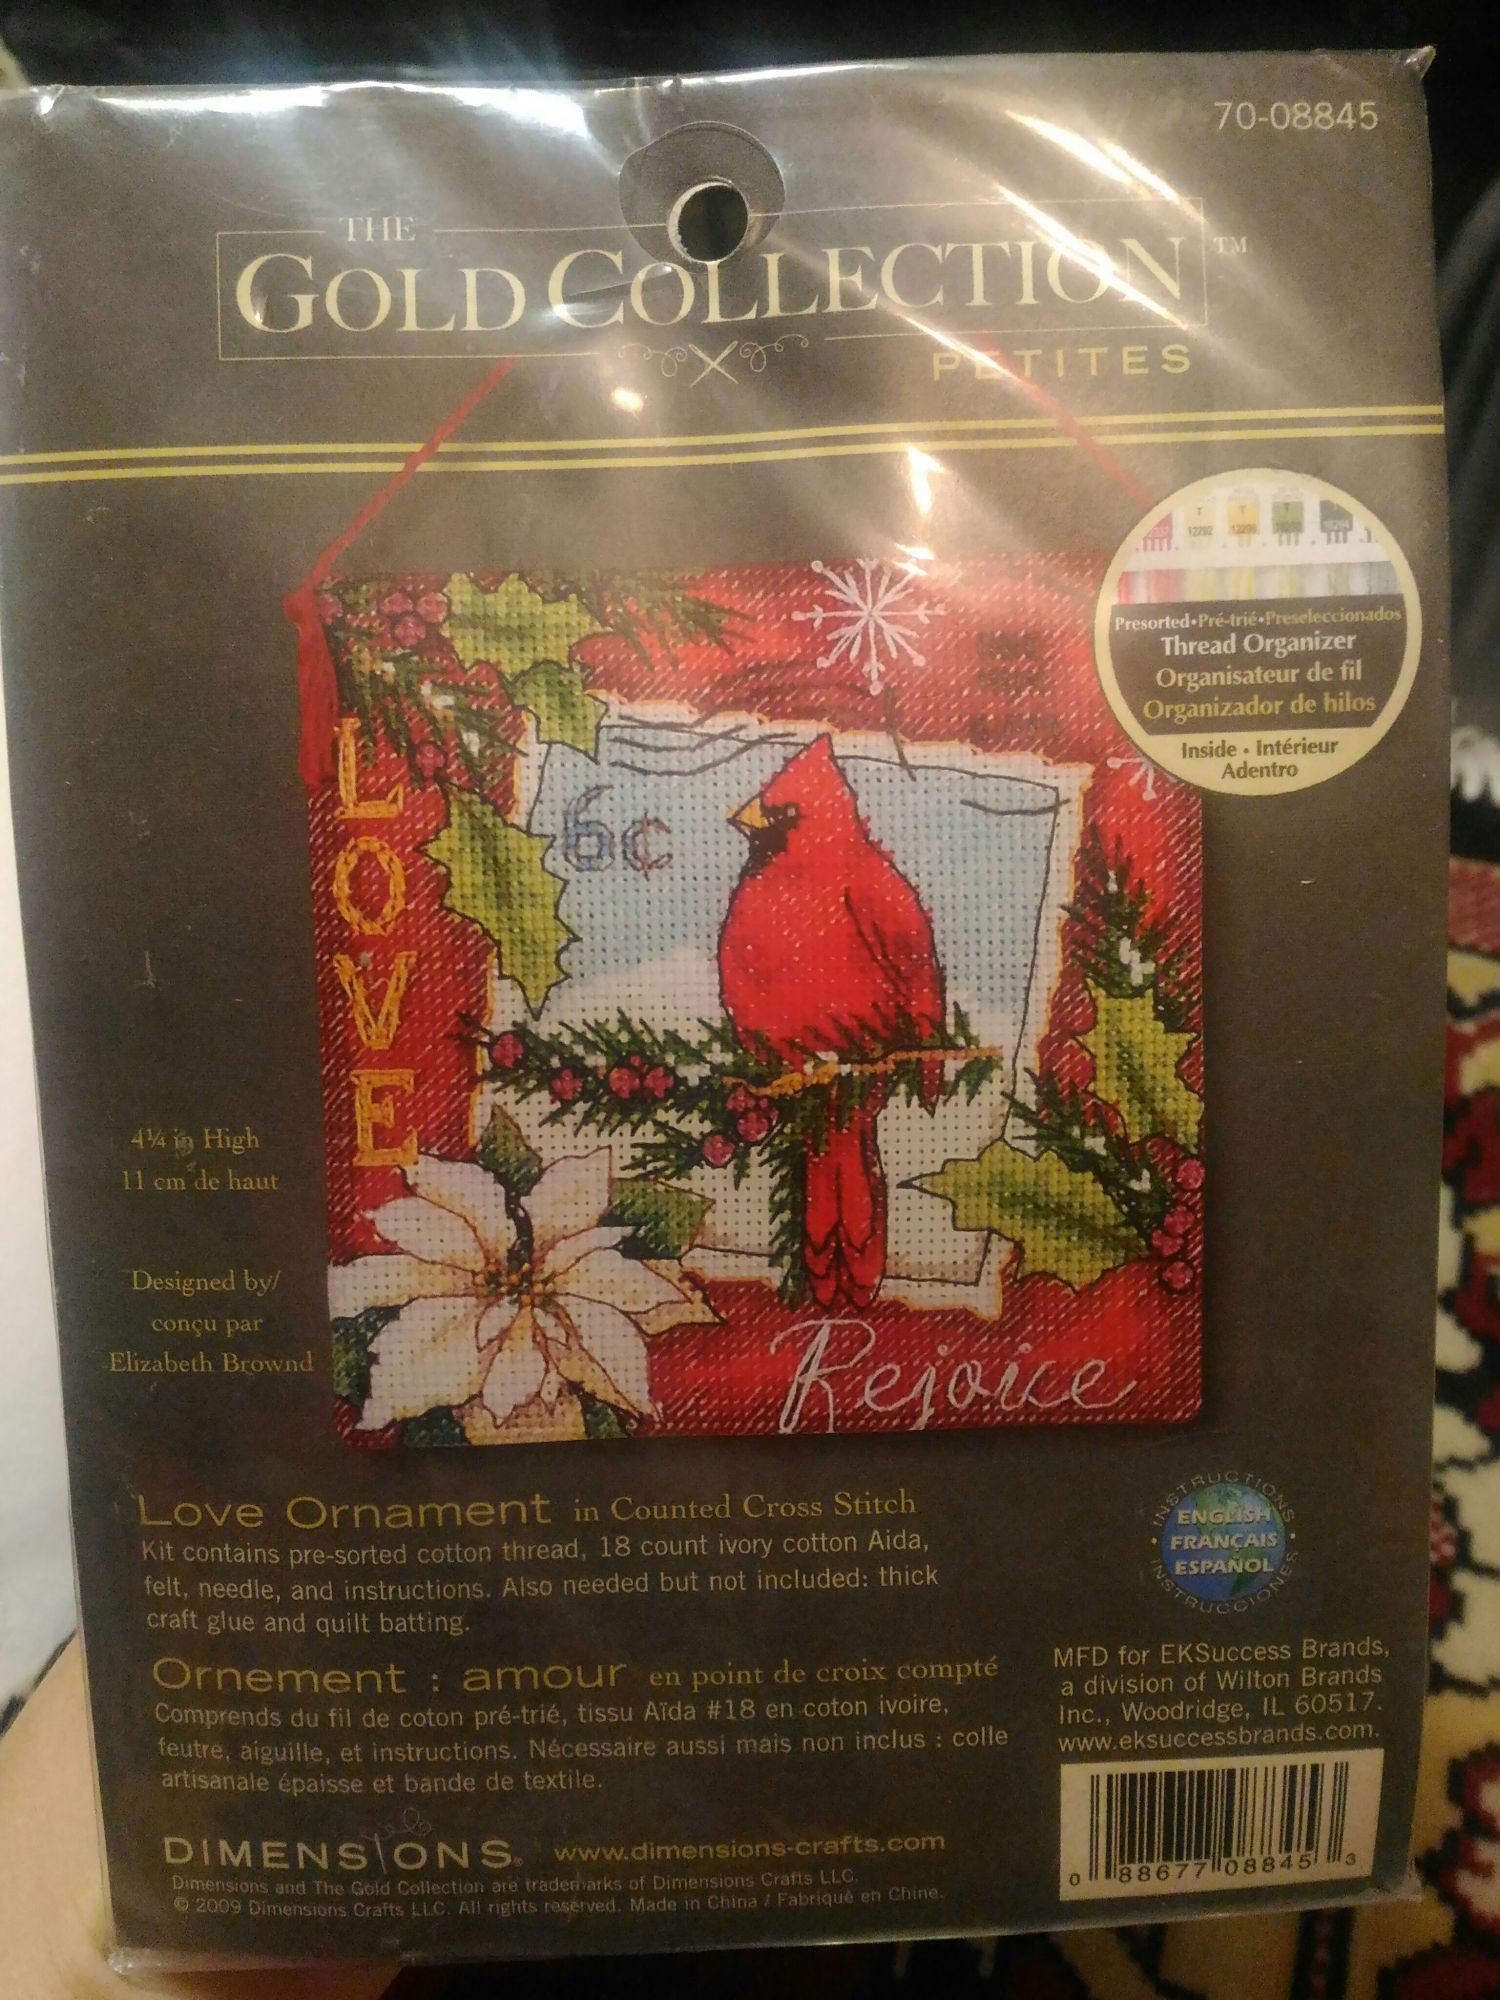 70-08845
THE
GOLD COLLECTION™
PETITES
T 12292
Presorted•Pré-trié•Preseleccionados
Thread Organizer
Organisateur de fil
Organizador de hilos
Inside • Intérieur
Adentro
LOVE
6¢
Rejoice
4¼ in High
11 cm de haut
Designed by/
conçu par
Elizabeth Brownd
Love Ornament in Counted Cross Stitch
Kit contains pre-sorted cotton thread, 18 count ivory cotton Aida,
felt, needle, and instructions. Also needed but not included: thick
craft glue and quilt batting.
INSTRUCTIONS
ENGLISH
FRANÇAIS
ESPAÑOL
INSTRUCCIONES
Ornement : amour en point de croix compté
Comprends du fil de coton pré-trié, tissu Aïda #18 en coton ivoire,
feutre, aiguille, et instructions. Nécessaire aussi mais non inclus : colle
artisanale épaisse et bande de textile.
MFD for EKSuccess Brands,
a division of Wilton Brands
Inc., Woodridge, IL 60517.
www.eksuccessbrands.com.
DIMENSIONS® www.dimensions-crafts.com
Dimensions and The Gold Collection are trademarks of Dimensions Crafts LLC.
© 2009 Dimensions Crafts LLC. All rights reserved. Made in China / Fabriqué en Chine.
0 88677 08845 3